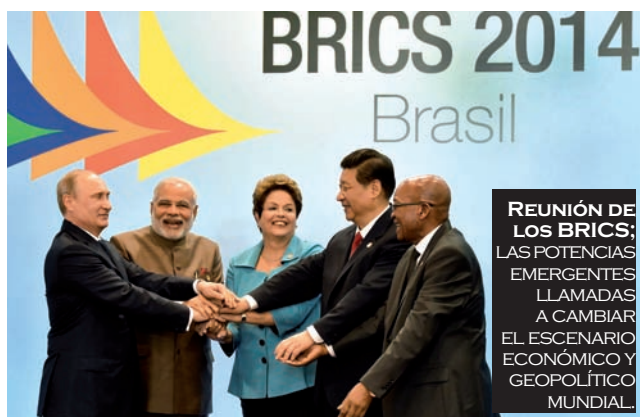 BRICS 2014
Brasil
REUNIÓN DE
LOS BRICS;
LAS POTENCIAS
EMERGENTES
LLAMADAS
A CAMBIAR
EL ESCENARIO
ECONÓMICO Y
GEOPOLÍTICO
MUNDIAL.